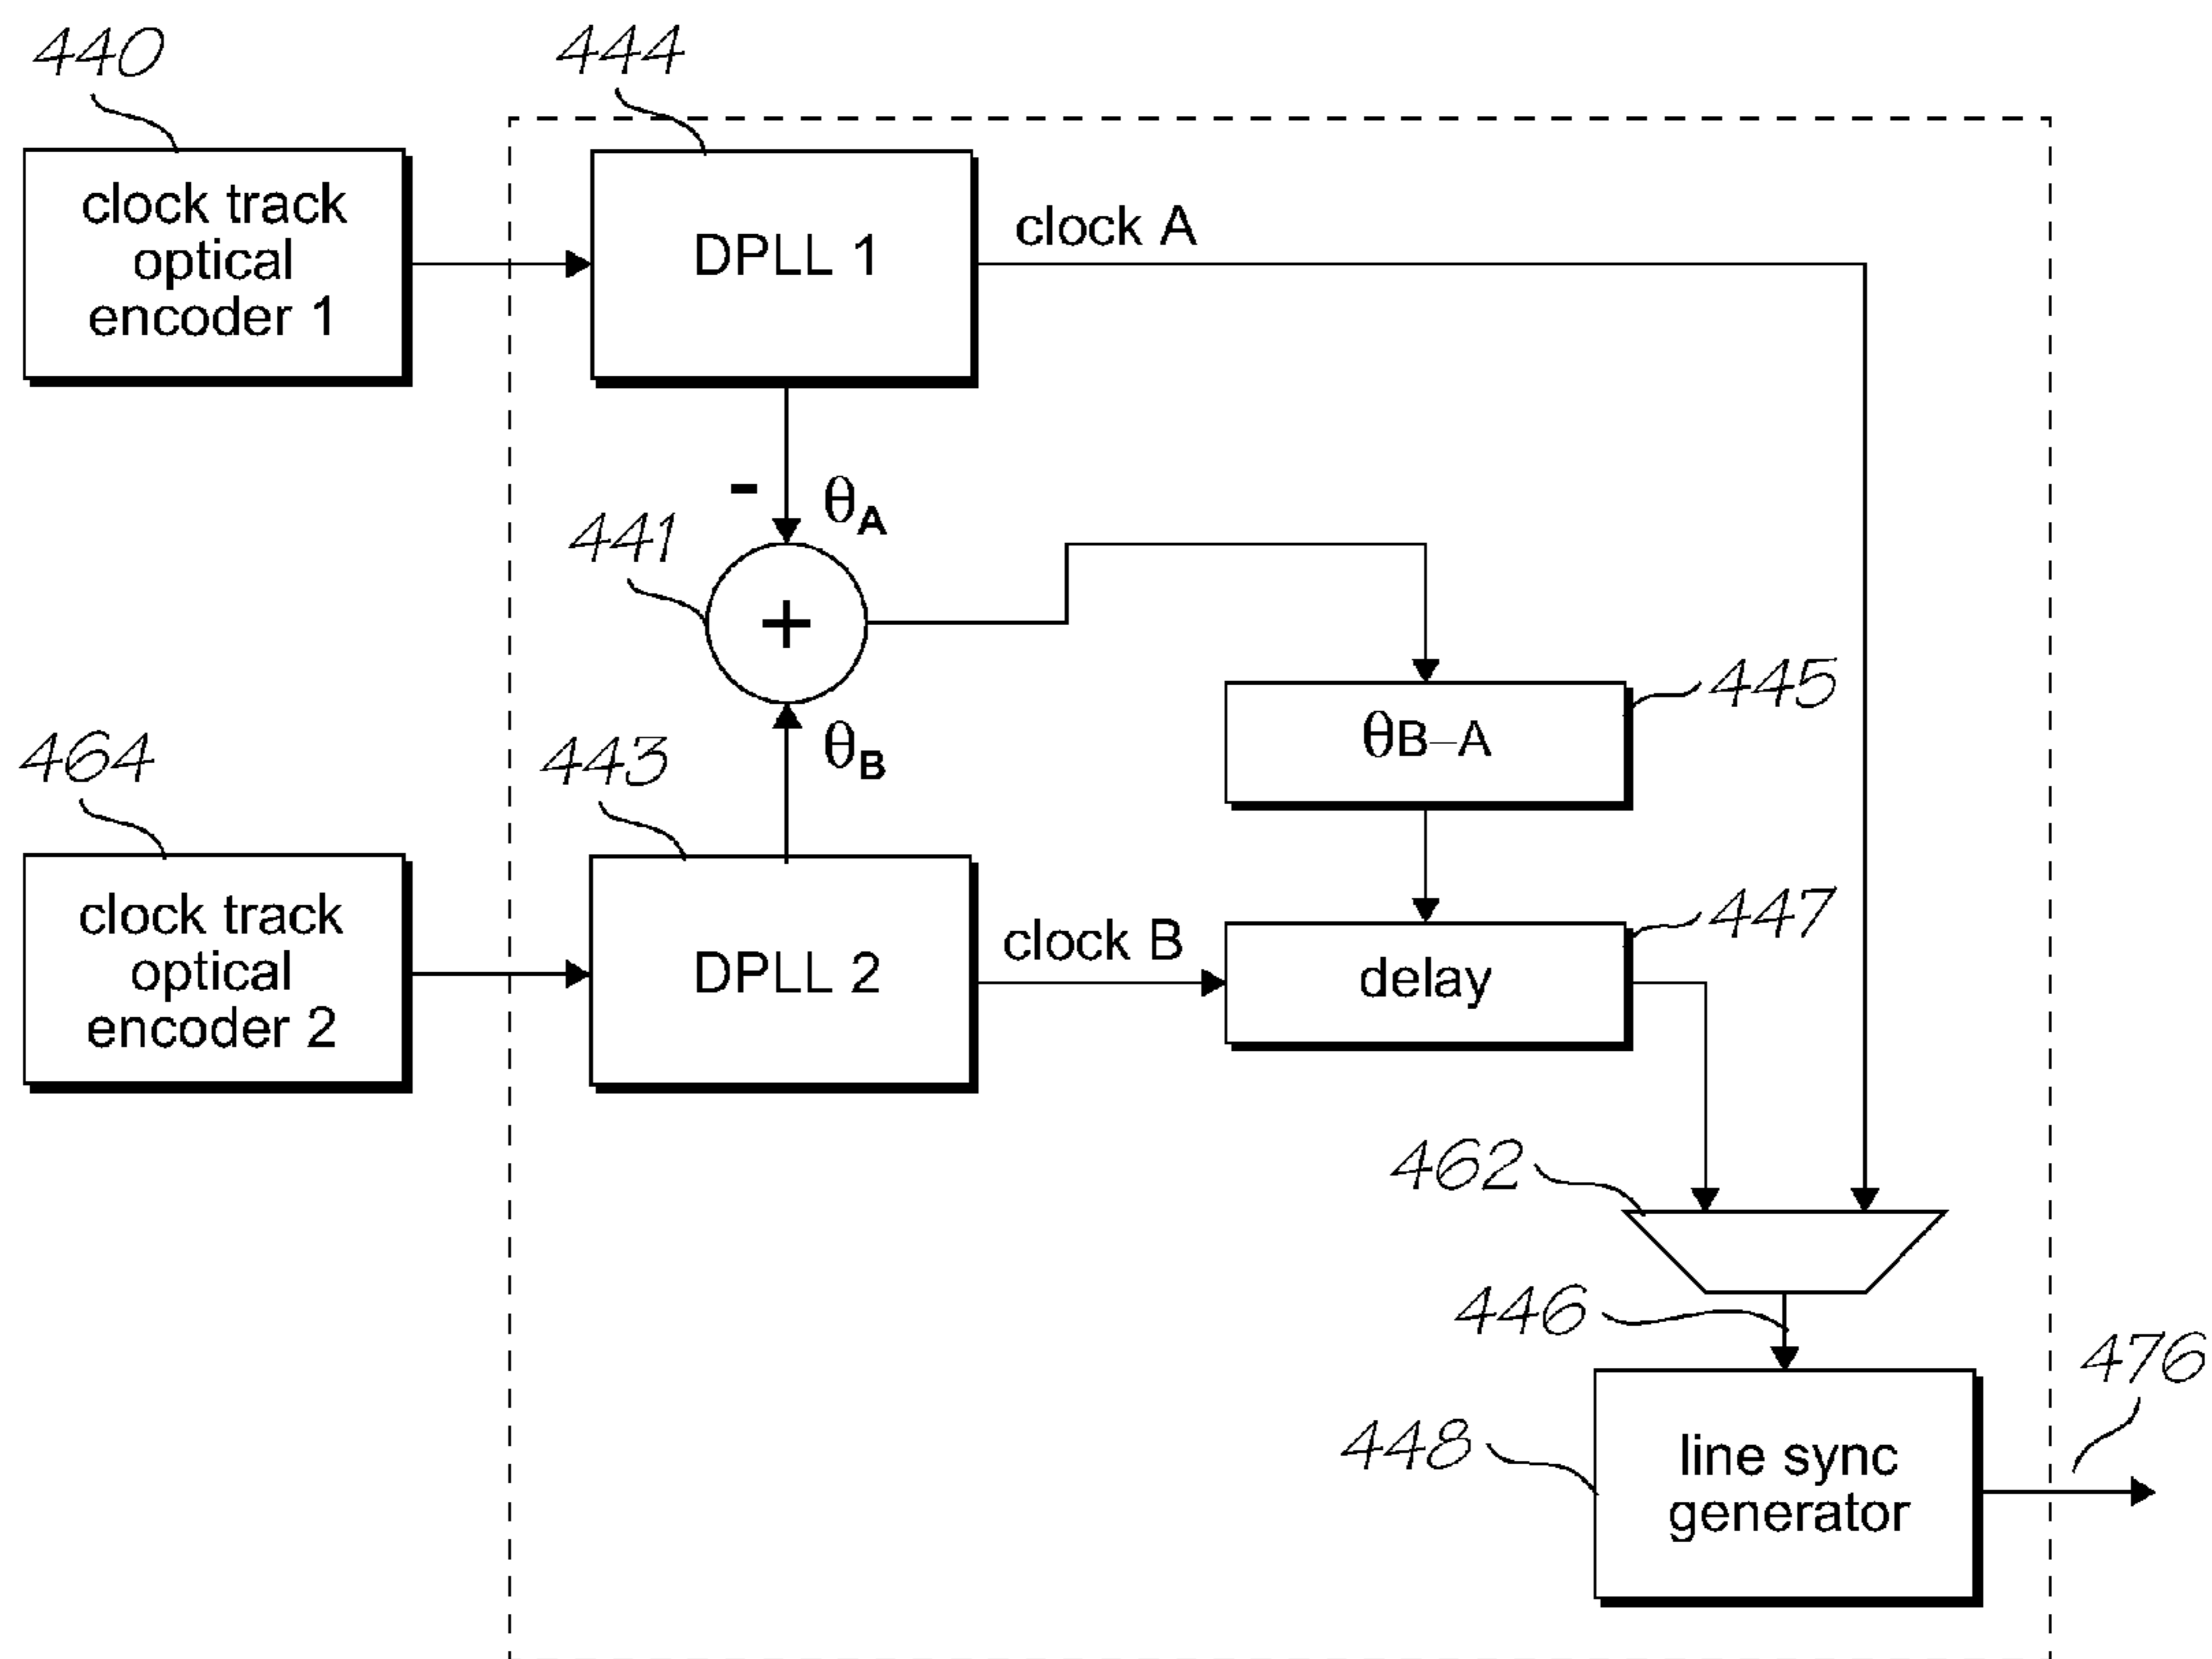 440
444
clock track
optical
encoder 1
DPLL 1
clock A
- θA
441
+
θB
445
θB–A
464
443
clock track
optical
encoder 2
DPLL 2
clock B
447
delay
462
446
476
448
line sync
generator